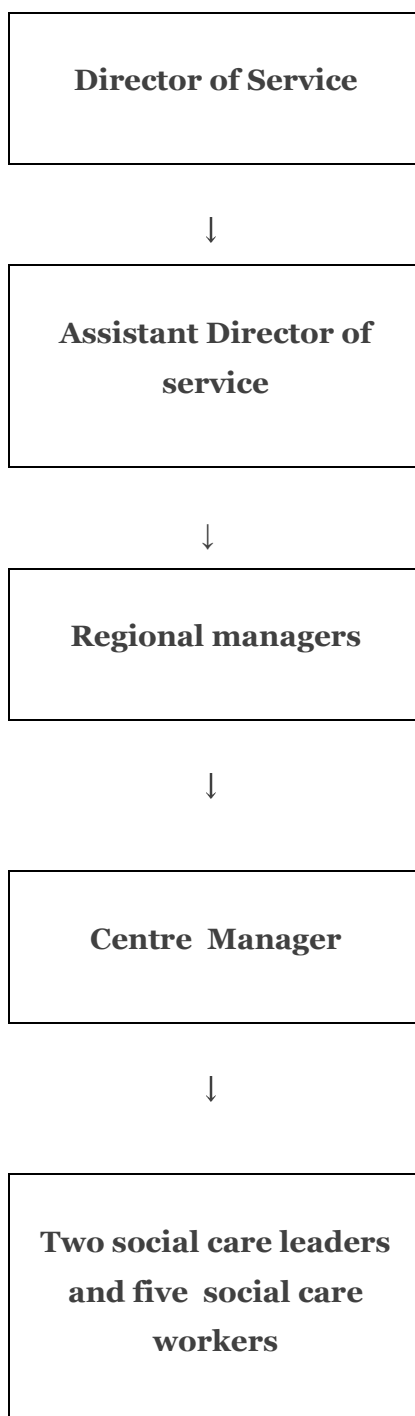 Director of Service
↓
Assistant Director of
service
↓
Regional managers
↓
Centre Manager
↓
Two social care leaders
and five social care
workers